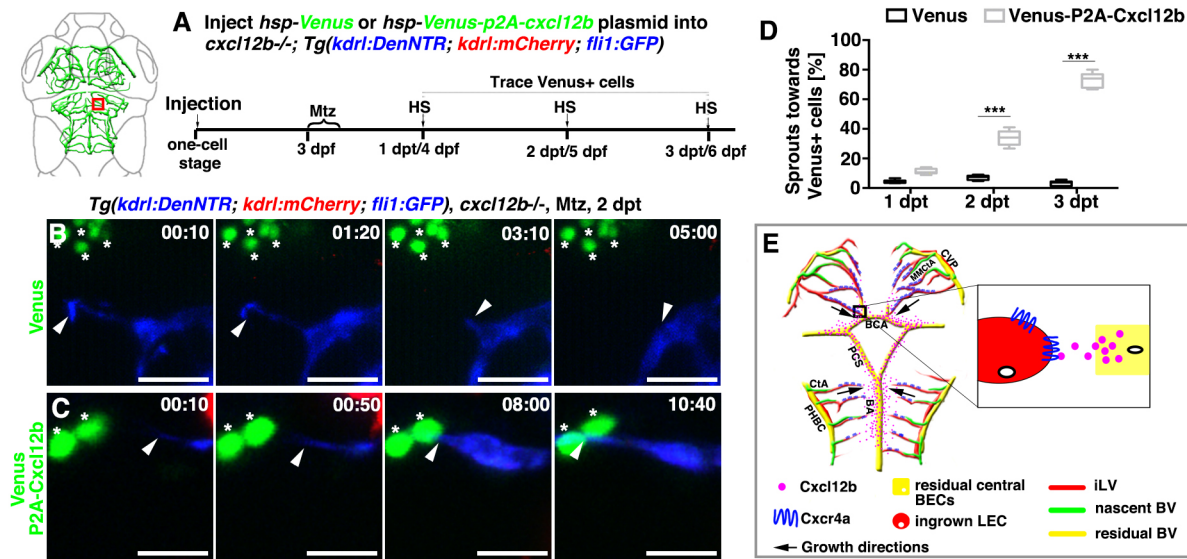 A Inject hsp-Venus or hsp-Venus-p2A-cxcl12b plasmid into
cxcl12b-/-; Tg(kdrl:DenNTR; kdrl:mCherry; fli1:GFP)
Trace Venus+ cells
Injection
Mtz
HS
HS
HS
one-cell
stage
3 dpf
1 dpt/4 dpf
2 dpt/5 dpf
3 dpt/6 dpf
Tg(kdrl:DenNTR; kdrl:mCherry; fli1:GFP), cxcl12b-/-, Mtz, 2 dpt
B
Venus
* * * *
00:10
* * * *
01:20
* * * *
03:10
* * * *
05:00
C
Venus
P2A-Cxcl12b
* *
00:10
* *
00:50
* *
08:00
* *
10:40
D
Venus
Venus-P2A-Cxcl12b
Sprouts towards
Venus+ cells [%]
100
80
60
40
20
0
***
***
1 dpt
2 dpt
3 dpt
E
CVP
MMCtA
BCA
PCS
CtA
BA
PHBC
Cxcl12b
Cxcr4a
Growth directions
residual central
BECs
ingrown LEC
iLV
nascent BV
residual BV